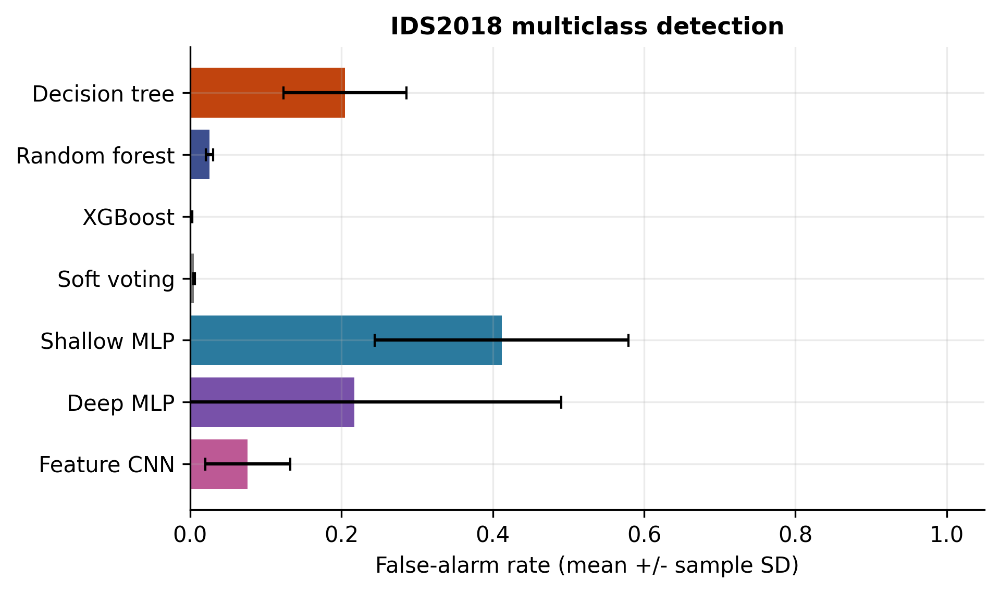 IDS2018 multiclass detection
Decision tree
Random forest
XGBoost
Soft voting
Shallow MLP
Deep MLP
Feature CNN
0.0 0.2 0.4 0.6 0.8 1.0
False-alarm rate (mean +/- sample SD)